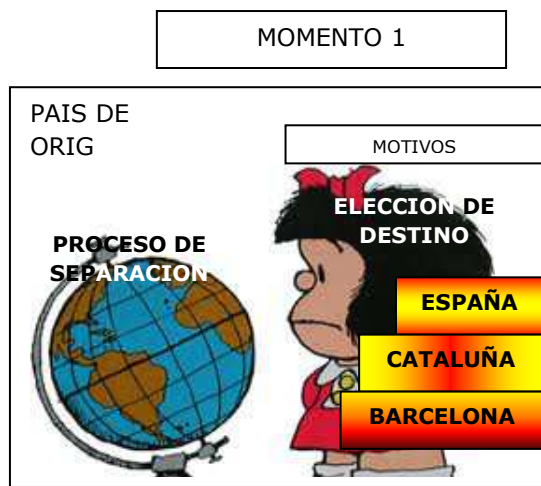 MOMENTO 1
PAIS DE
ORIG
MOTIVOS
ELECCION DE
DESTINO
PROCESO DE
SEPARACION
ESPAÑA
CATALUÑA
BARCELONA